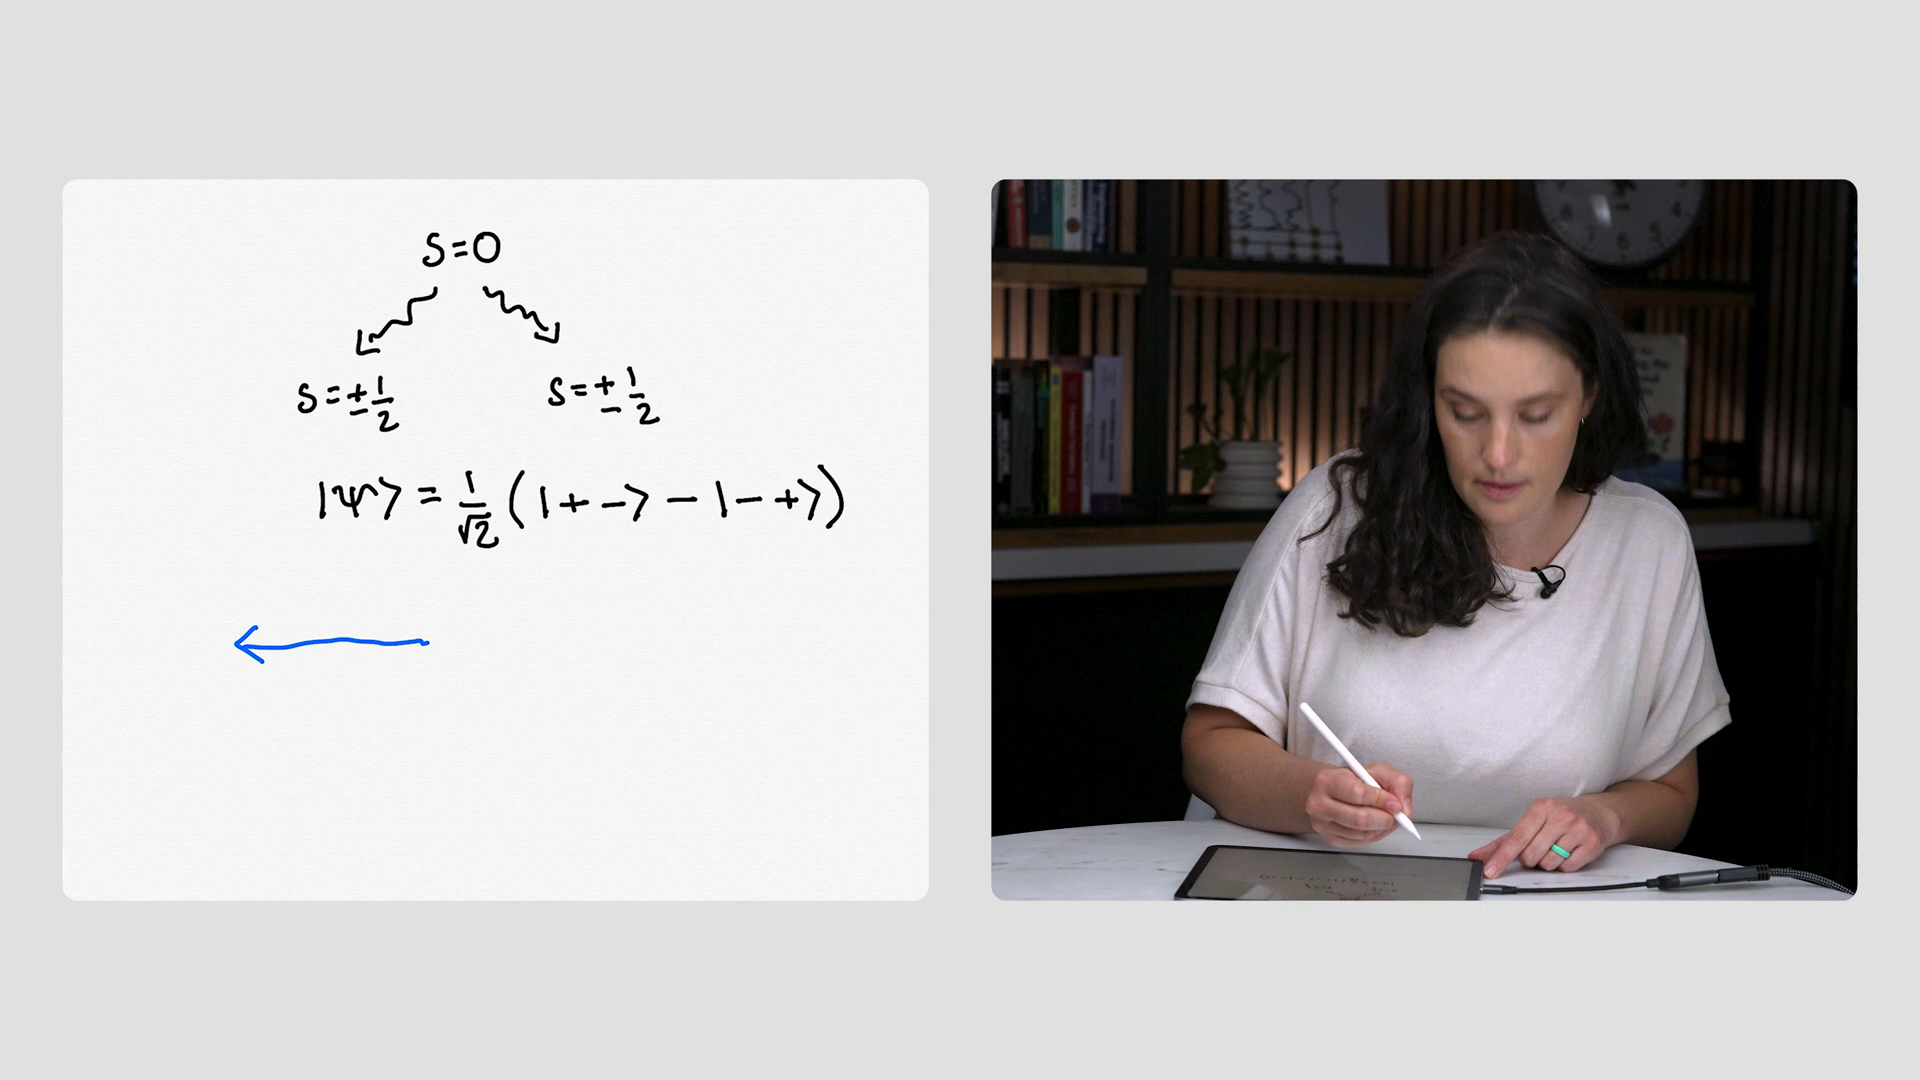 S=0
S=±1/2 S=±1/2
|ψ⟩ = 1/√2 (|+ -⟩ - |- +⟩)